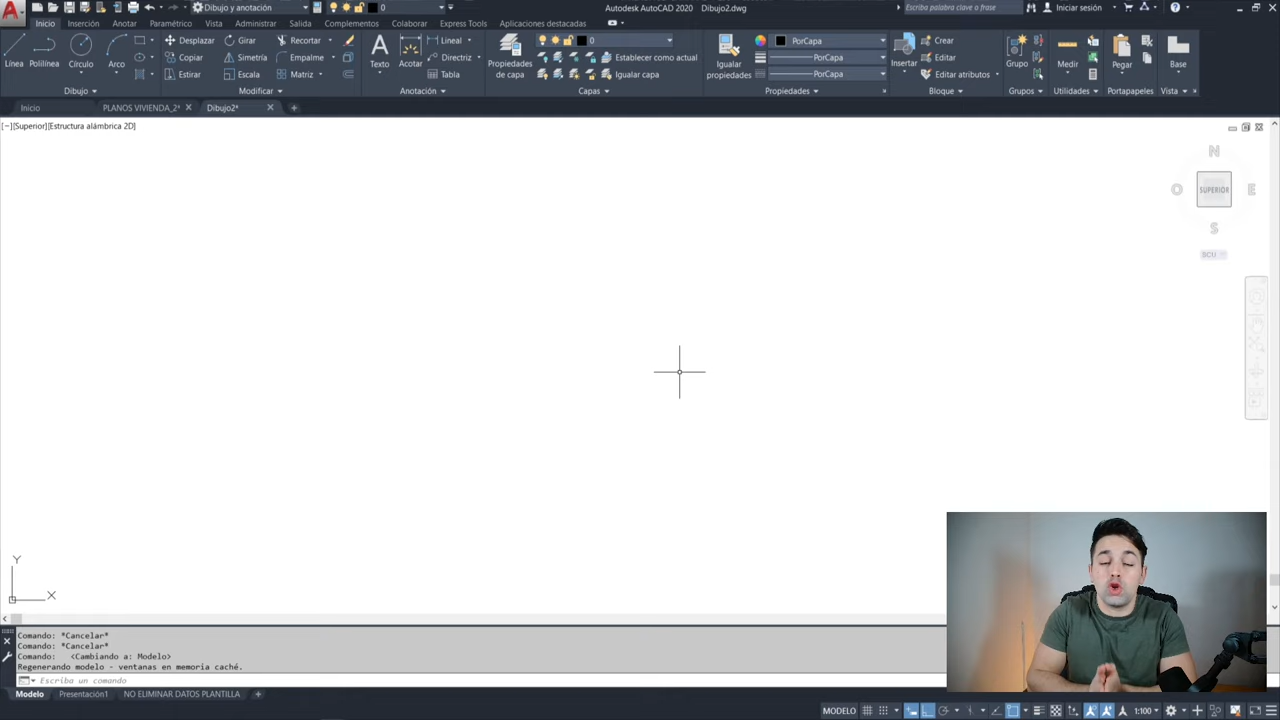 Dibujo y anotación 0 Autodesk AutoCAD 2020 Dibujo2.dwg Escriba palabra clave o frase Iniciar sesión
Inicio Inserción Anotar Paramétrico Vista Administrar Salida Complementos Colaborar Express Tools Aplicaciones destacadas
Línea Polilínea Círculo Arco
Desplazar Girar Recortar
Copiar Simetría Empalme
Estirar Escala Matriz
Texto Acotar
Lineal
Directriz
Tabla
Propiedades
de capa
0
Establecer como actual
Igualar capa
Igualar
propiedades
PorCapa
PorCapa
PorCapa
Insertar
Crear
Editar
Editar atributos
Grupo
Medir
Pegar
Base
Dibujo Modificar Anotación Capas Propiedades Bloque Grupos Utilidades Portapapeles Vista
Inicio PLANOS VIVIENDA_2* Dibujo2*
[−][Superior][Estructura alámbrica 2D]
N
O SUPERIOR E
S
SCU
Y
X
Comando: *Cancelar*
Comando: *Cancelar*
Comando: <Cambiando a: Modelo>
Regenerando modelo - ventanas en memoria caché.
Escriba un comando
Modelo Presentación1 NO ELIMINAR DATOS PLANTILLA +
MODELO 1:100